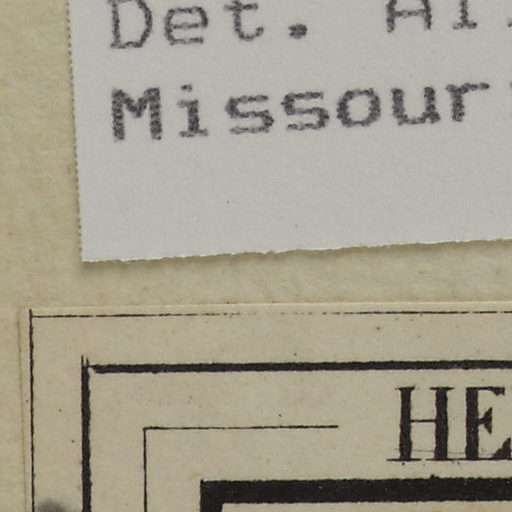 Det. Al
Missour
HE